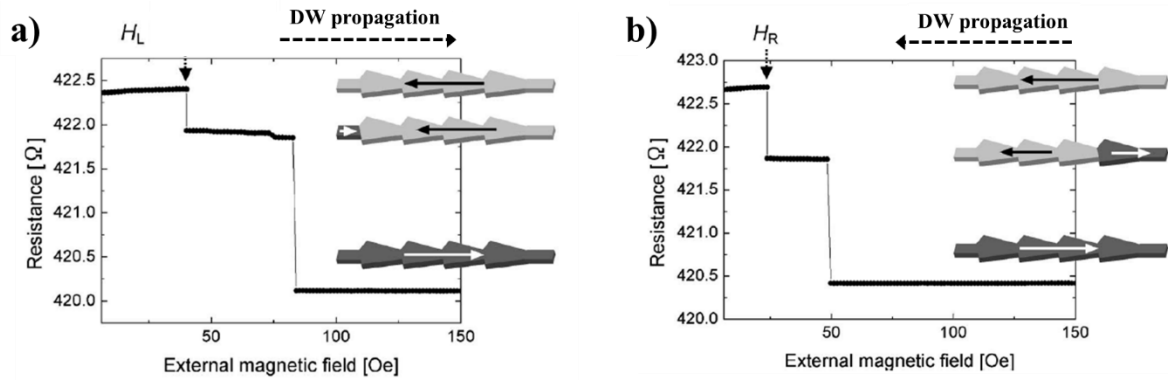 a)
H_L
DW propagation
422.5
422.0
421.5
421.0
420.5
420.0
Resistance [Ω]
50
100
150
External magnetic field [Oe]
b)
H_R
DW propagation
423.0
422.5
422.0
421.5
421.0
420.5
420.0
Resistance [Ω]
50
100
150
External magnetic field [Oe]